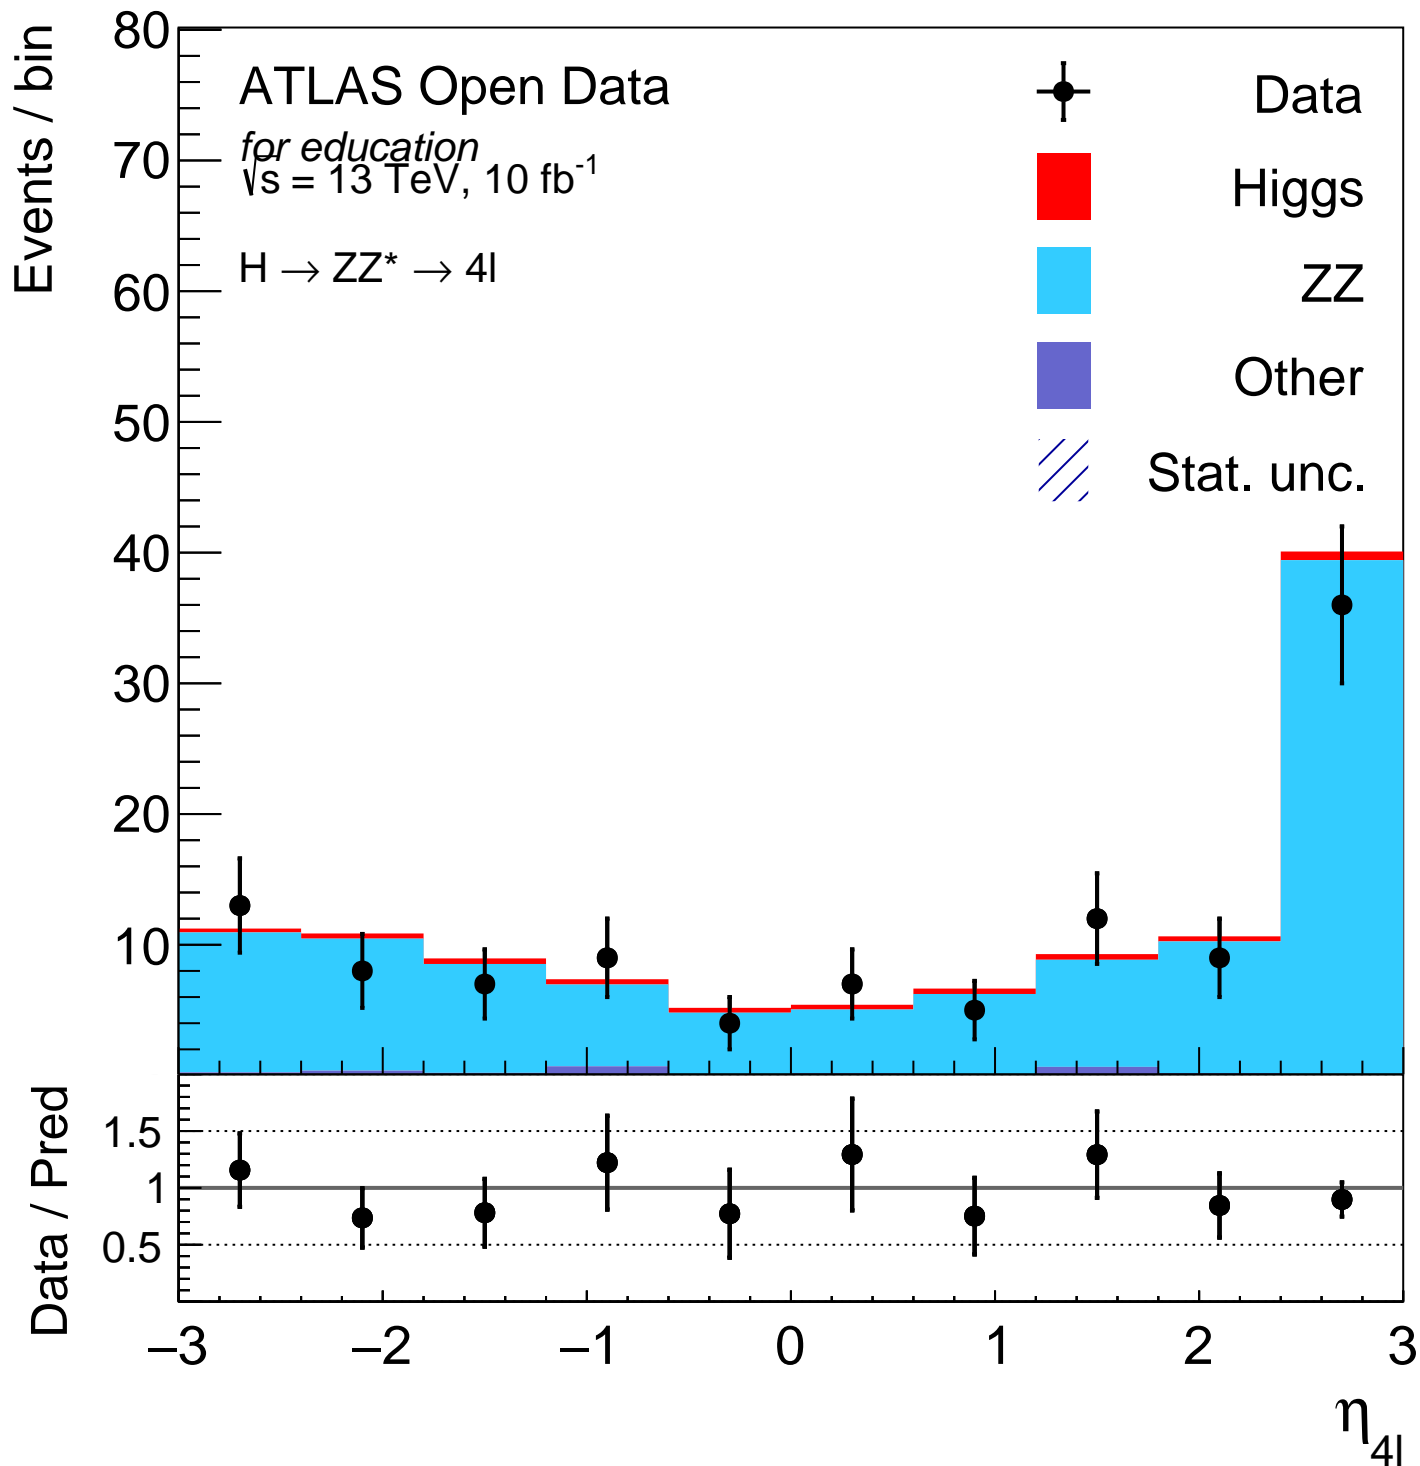 Events / bin
80
70
60
50
40
30
20
10
ATLAS Open Data
for education
√s = 13 TeV, 10 fb⁻¹
H → ZZ* → 4l
Data
Higgs
ZZ
Other
Stat. unc.
Data / Pred
1.5
1
0.5
–3 –2 –1 0 1 2 3
η4l